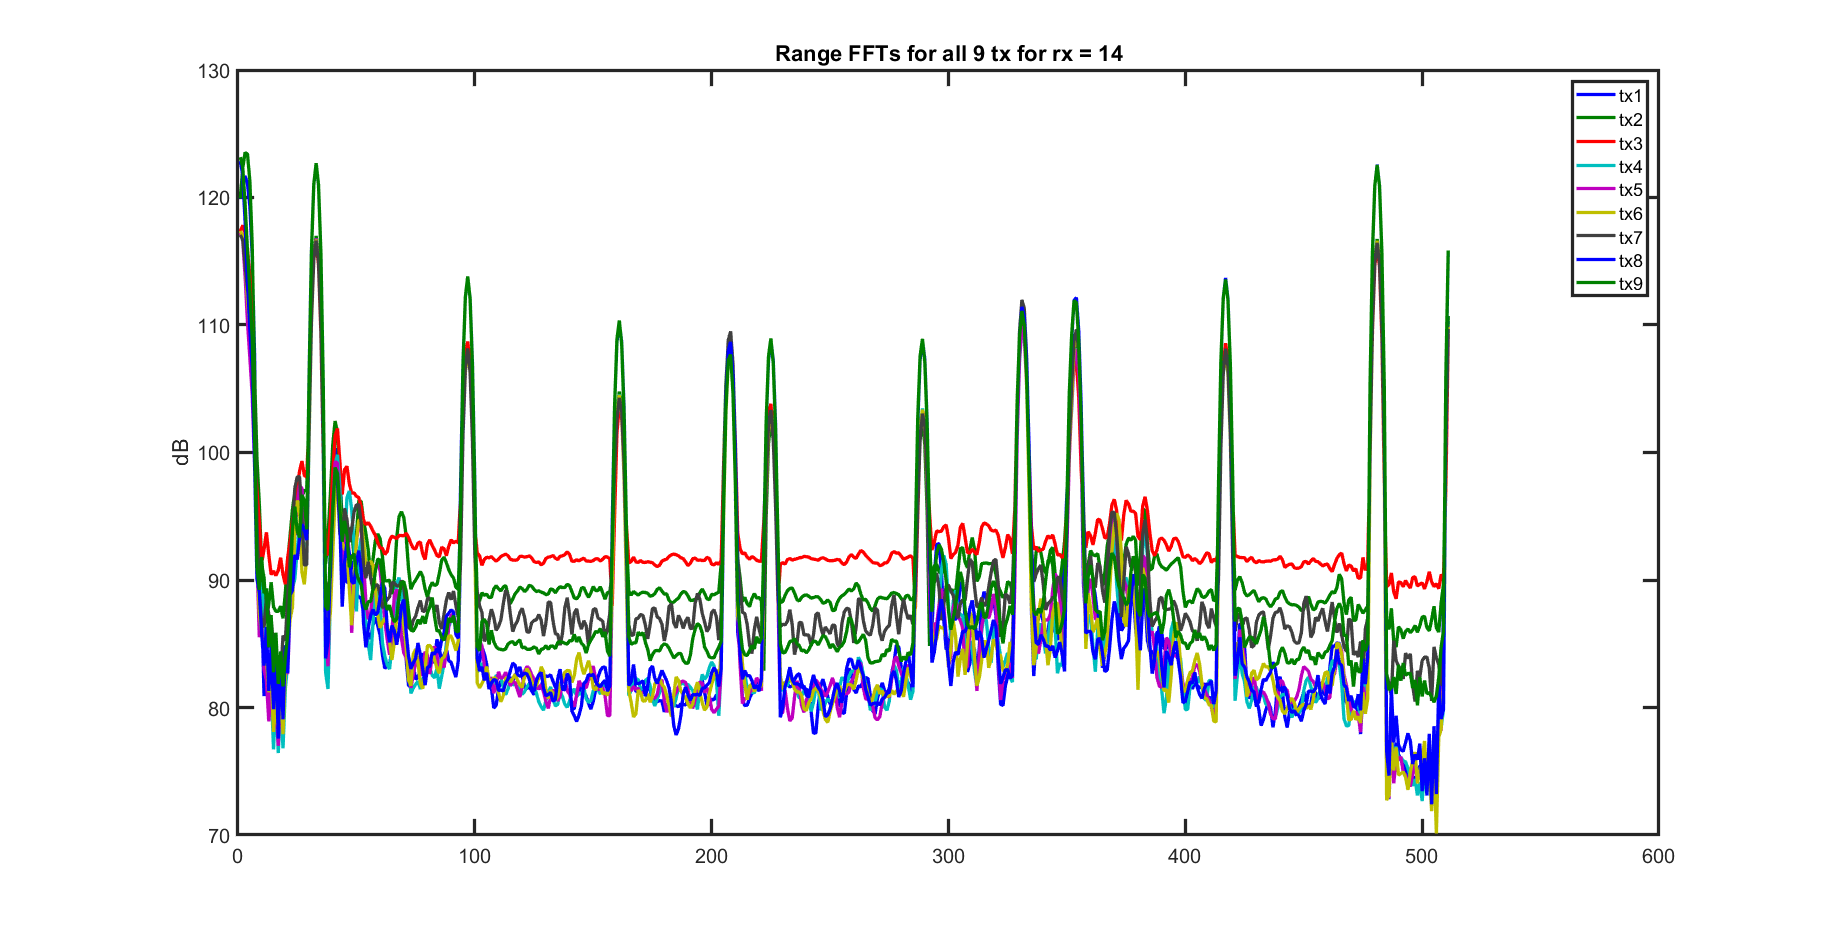 Range FFTs for all 9 tx for rx = 14
130
120
110
100
90
80
70
dB
0
100
200
300
400
500
600
tx1
tx2
tx3
tx4
tx5
tx6
tx7
tx8
tx9